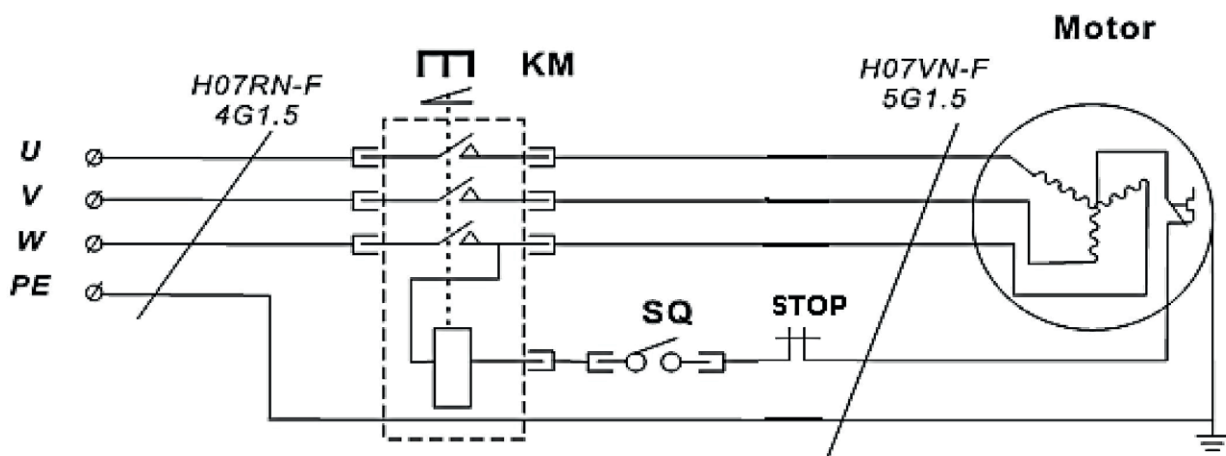 Motor
KM
H07RN-F
4G1.5
H07VN-F
5G1.5
U
V
W
PE
SQ
STOP